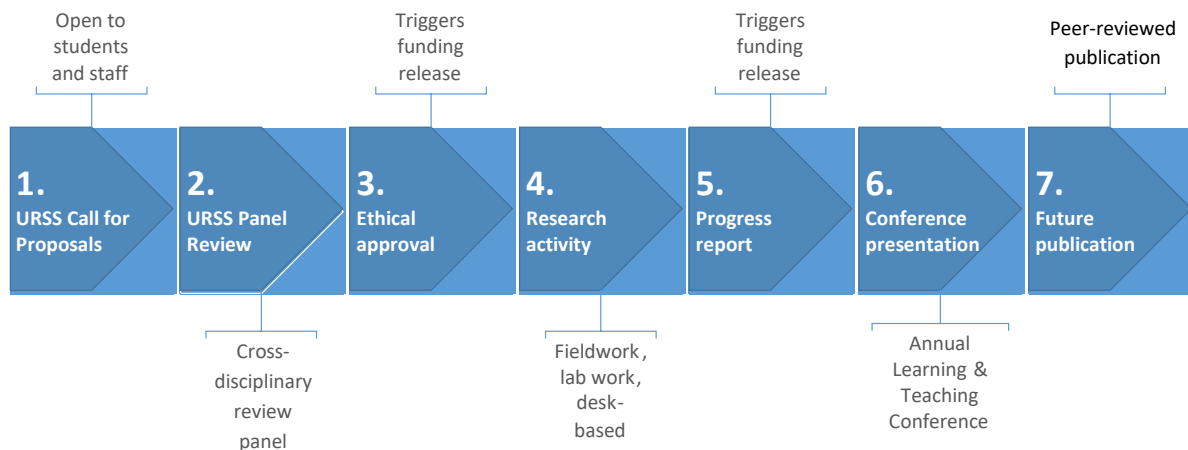 Open to
students
and staff
Triggers
funding
release
Triggers
funding
release
Peer-reviewed
publication
1.
URSS Call for
Proposals
2.
URSS Panel
Review
3.
Ethical
approval
4.
Research
activity
5.
Progress
report
6.
Conference
presentation
7.
Future
publication
Cross-
disciplinary
review
panel
Fieldwork,
lab work,
desk-
based
Annual
Learning &
Teaching
Conference